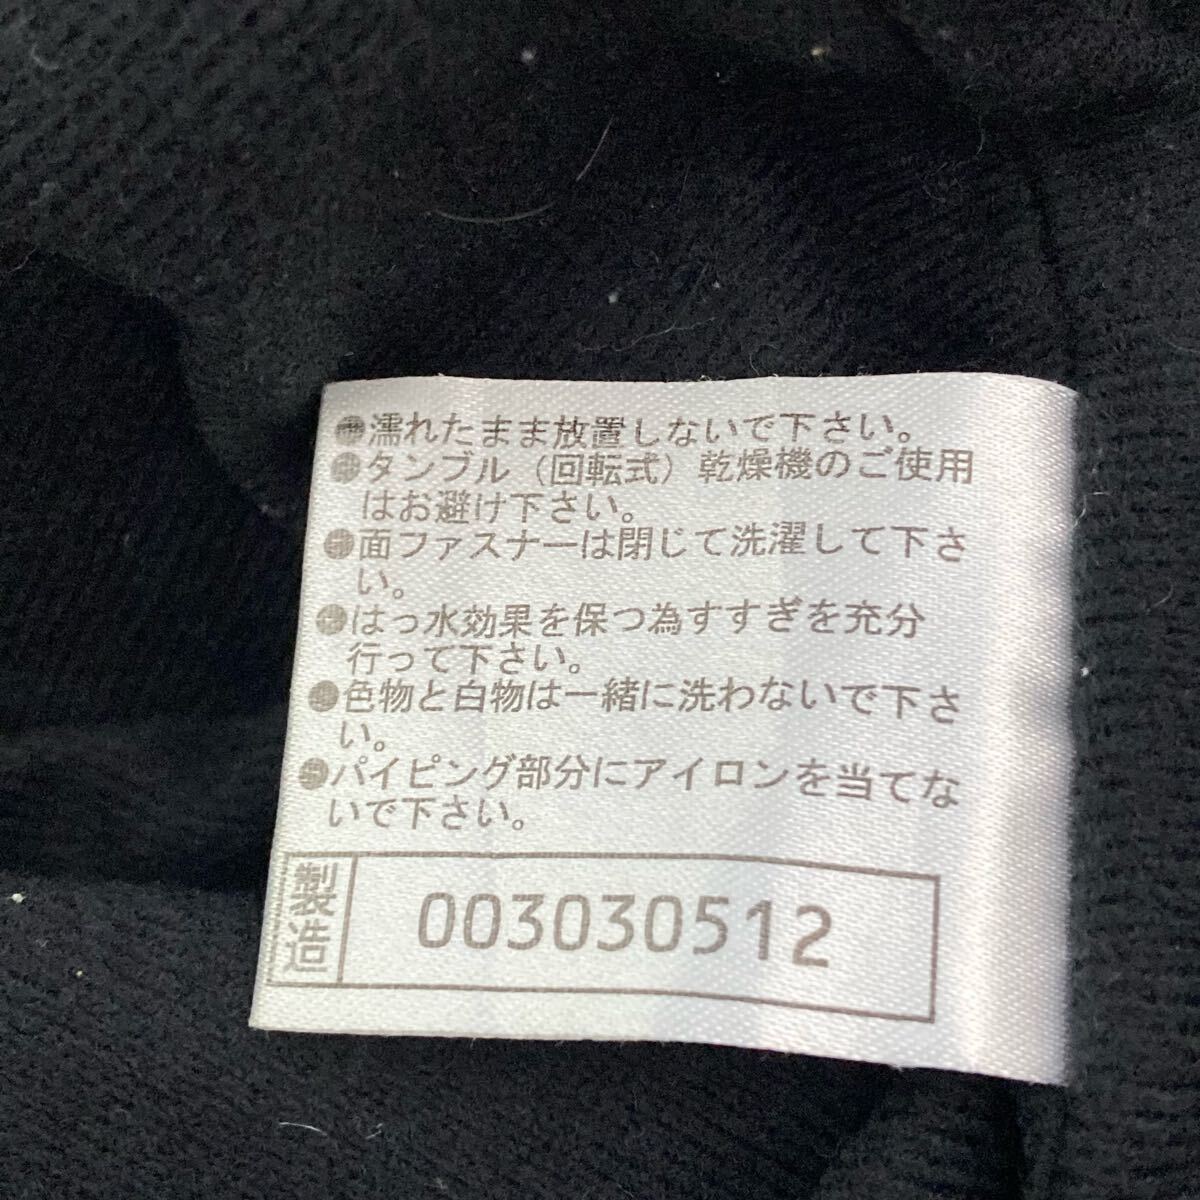 ●濡れたまま放置しないで下さい。
●タンブル（回転式）乾燥機のご使用
はお避け下さい。
●面ファスナーは閉じて洗濯して下さ
い。
●はっ水効果を保つ為すすぎを充分
行って下さい。
●色物と白物は一緒に洗わないで下さ
い。
●パイピング部分にアイロンを当てな
いで下さい。
製造 003030512